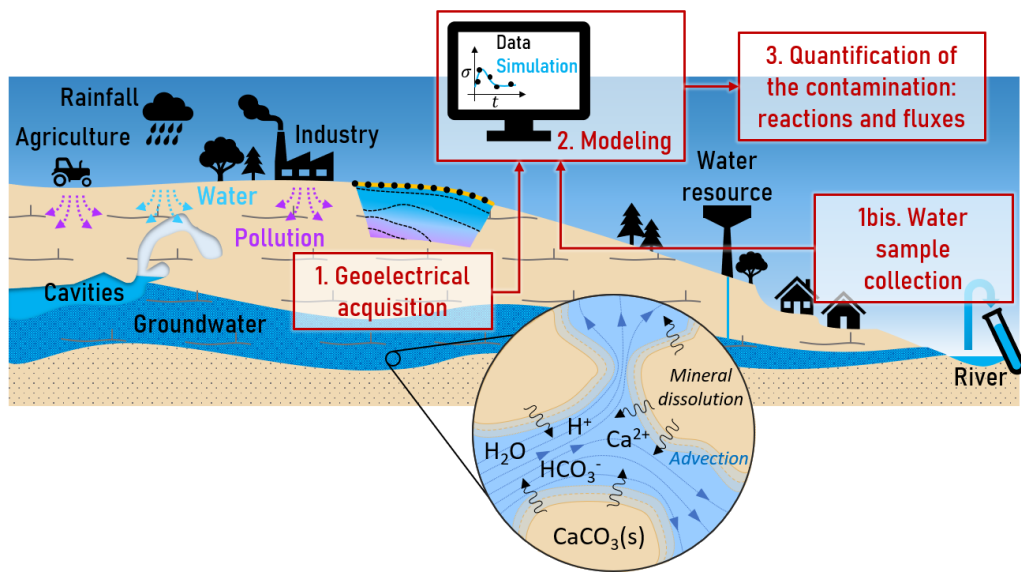 Data
Simulation
σ
t
2. Modeling
3. Quantification of
the contamination:
reactions and fluxes
Rainfall
Agriculture
Industry
Water
Pollution
Water
resource
1bis. Water
sample
collection
1. Geoelectrical
acquisition
Cavities
Groundwater
River
Mineral
dissolution
H⁺
Ca²⁺
H₂O
HCO₃⁻
Advection
CaCO₃(s)